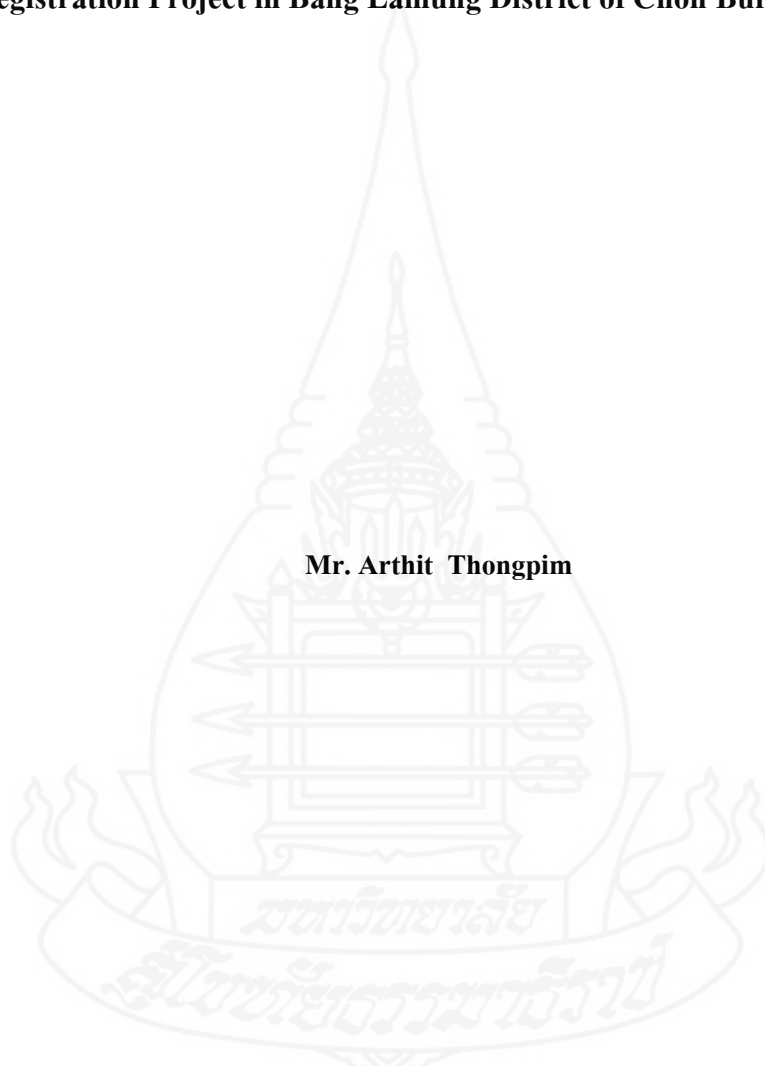 egistration Project in Bang Lamung District of Chon Buri
Mr. Arthit Thongpim
มหาวิทยาลัย
สุโขทัยธรรมาธิราช